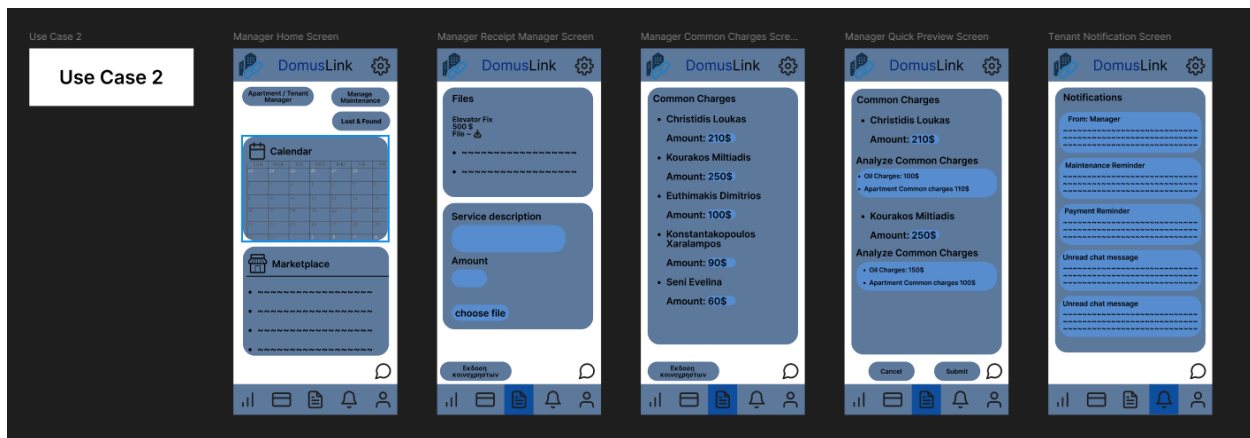 Use Case 2
Use Case 2
Manager Home Screen
DomusLink
Apartment / Tenant
Manager
Manage
Maintenance
Lost & Found
Calendar
Marketplace
Manager Receipt Manager Screen
DomusLink
Files
Elevator Fix
500 $
File ~
Service description
Amount
choose file
Έκδοση
κοινοχρήστων
Manager Common Charges Scre...
DomusLink
Common Charges
• Christidis Loukas
Amount: 210$
• Kourakos Miltiadis
Amount: 250$
• Euthimakis Dimitrios
Amount: 100$
• Konstantakopoulos
Xaralampos
Amount: 90$
• Seni Evelina
Amount: 60$
Έκδοση
κοινοχρήστων
Manager Quick Preview Screen
DomusLink
Common Charges
• Christidis Loukas
Amount: 210$
Analyze Common Charges
• Oil Charges: 100$
• Apartment Common charges 110$
• Kourakos Miltiadis
Amount: 250$
Analyze Common Charges
• Oil Charges: 150$
• Apartment Common charges 100$
Cancel
Submit
Tenant Notification Screen
DomusLink
Notifications
From: Manager
Maintenance Reminder
Payment Reminder
Unread chat message
Unread chat message